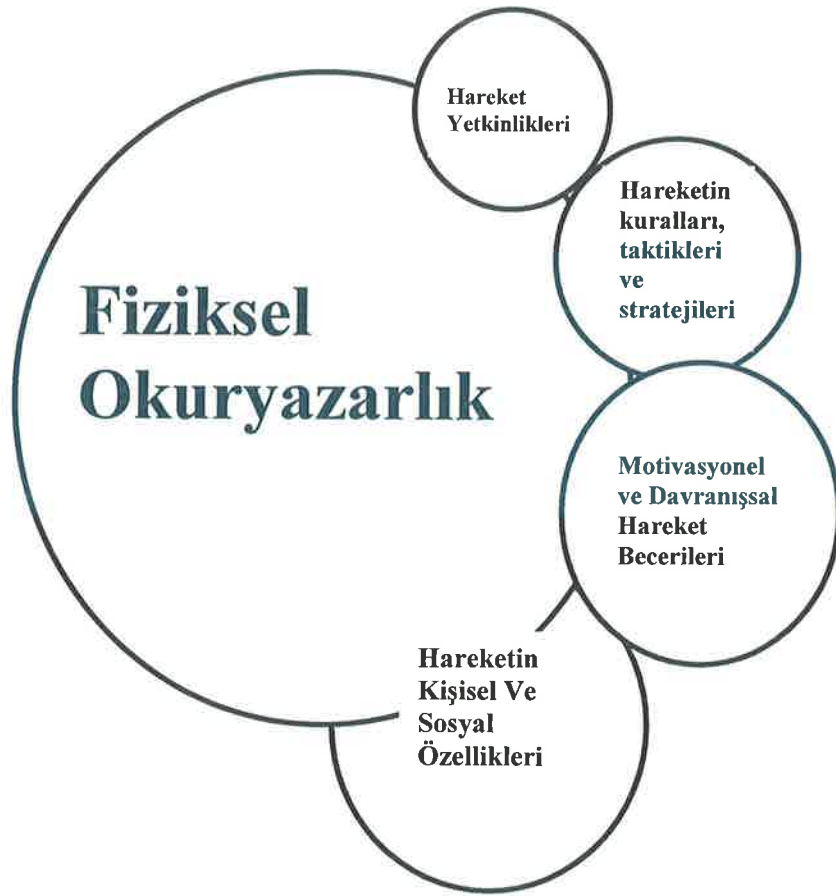 Hareket
Yetkinlikleri
Hareketin
kuralları,
taktikleri
ve
stratejileri
Fiziksel
Okuryazarlık
Motivasyonel
ve Davranışsal
Hareket
Becerileri
Hareketin
Kişisel Ve
Sosyal
Özellikleri